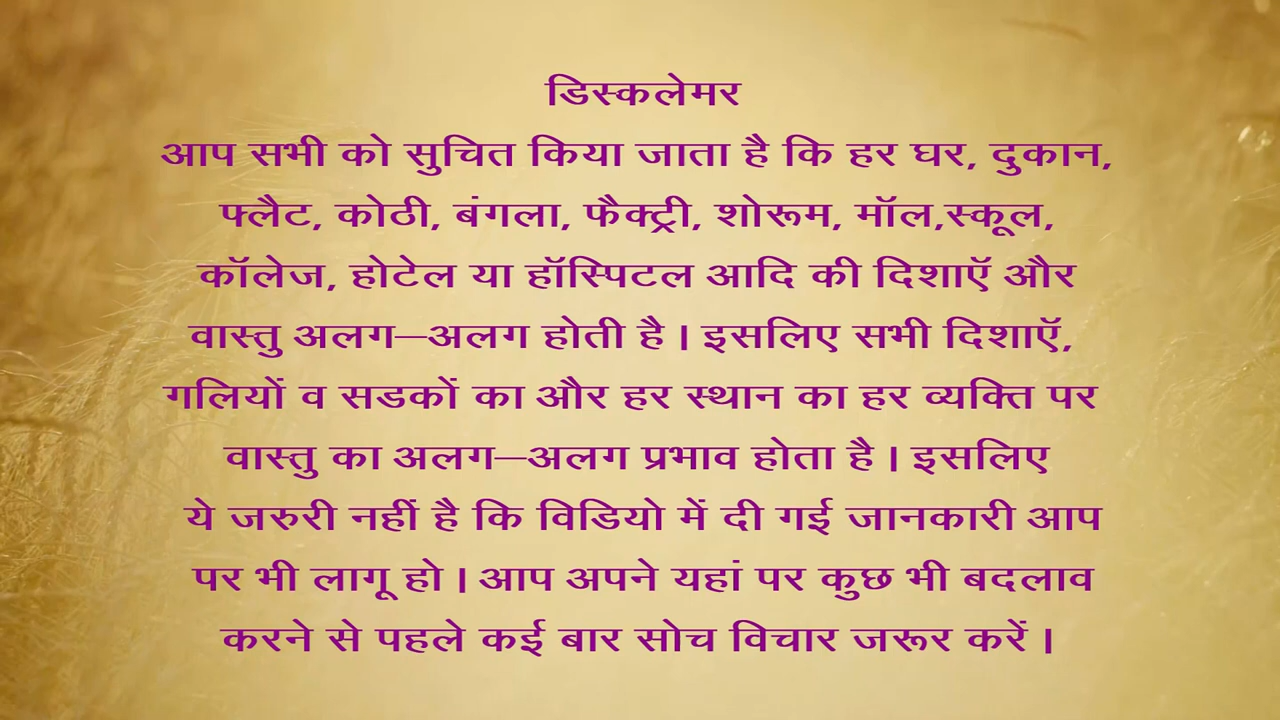 डिस्कलेमर
आप सभी को सुचित किया जाता है कि हर घर, दुकान,
फ्लैट, कोठी, बंगला, फैक्ट्री, शोरूम, मॉल,स्कूल,
कॉलेज, होटेल या हॉस्पिटल आदि की दिशाऍ और
वास्तु अलग–अलग होती है । इसलिए सभी दिशाऍ,
गलियों व सडकों का और हर स्थान का हर व्यक्ति पर
वास्तु का अलग–अलग प्रभाव होता है । इसलिए
ये जरुरी नहीं है कि विडियो में दी गई जानकारी आप
पर भी लागू हो । आप अपने यहां पर कुछ भी बदलाव
करने से पहले कई बार सोच विचार जरूर करें ।